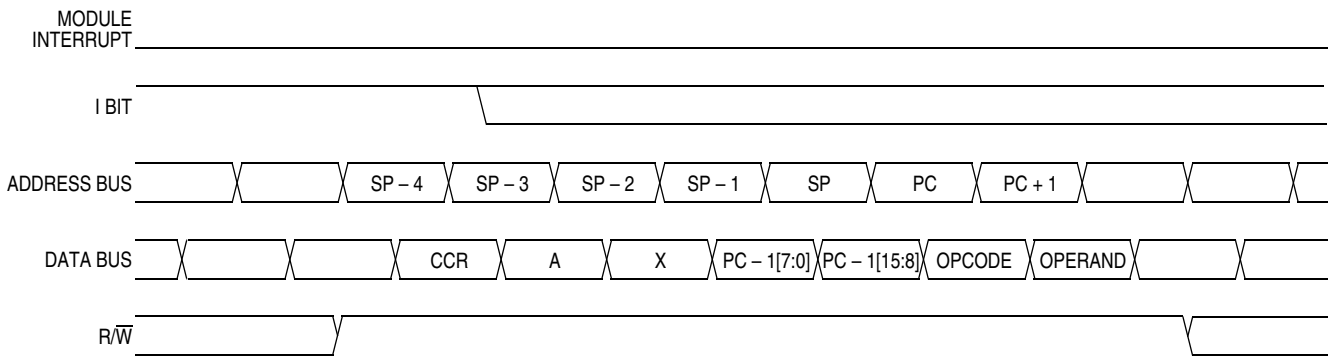 MODULE
INTERRUPT
I BIT
ADDRESS BUS SP – 4 SP – 3 SP – 2 SP – 1 SP PC PC + 1
DATA BUS CCR A X PC – 1[7:0] PC – 1[15:8] OPCODE OPERAND
R/W̅